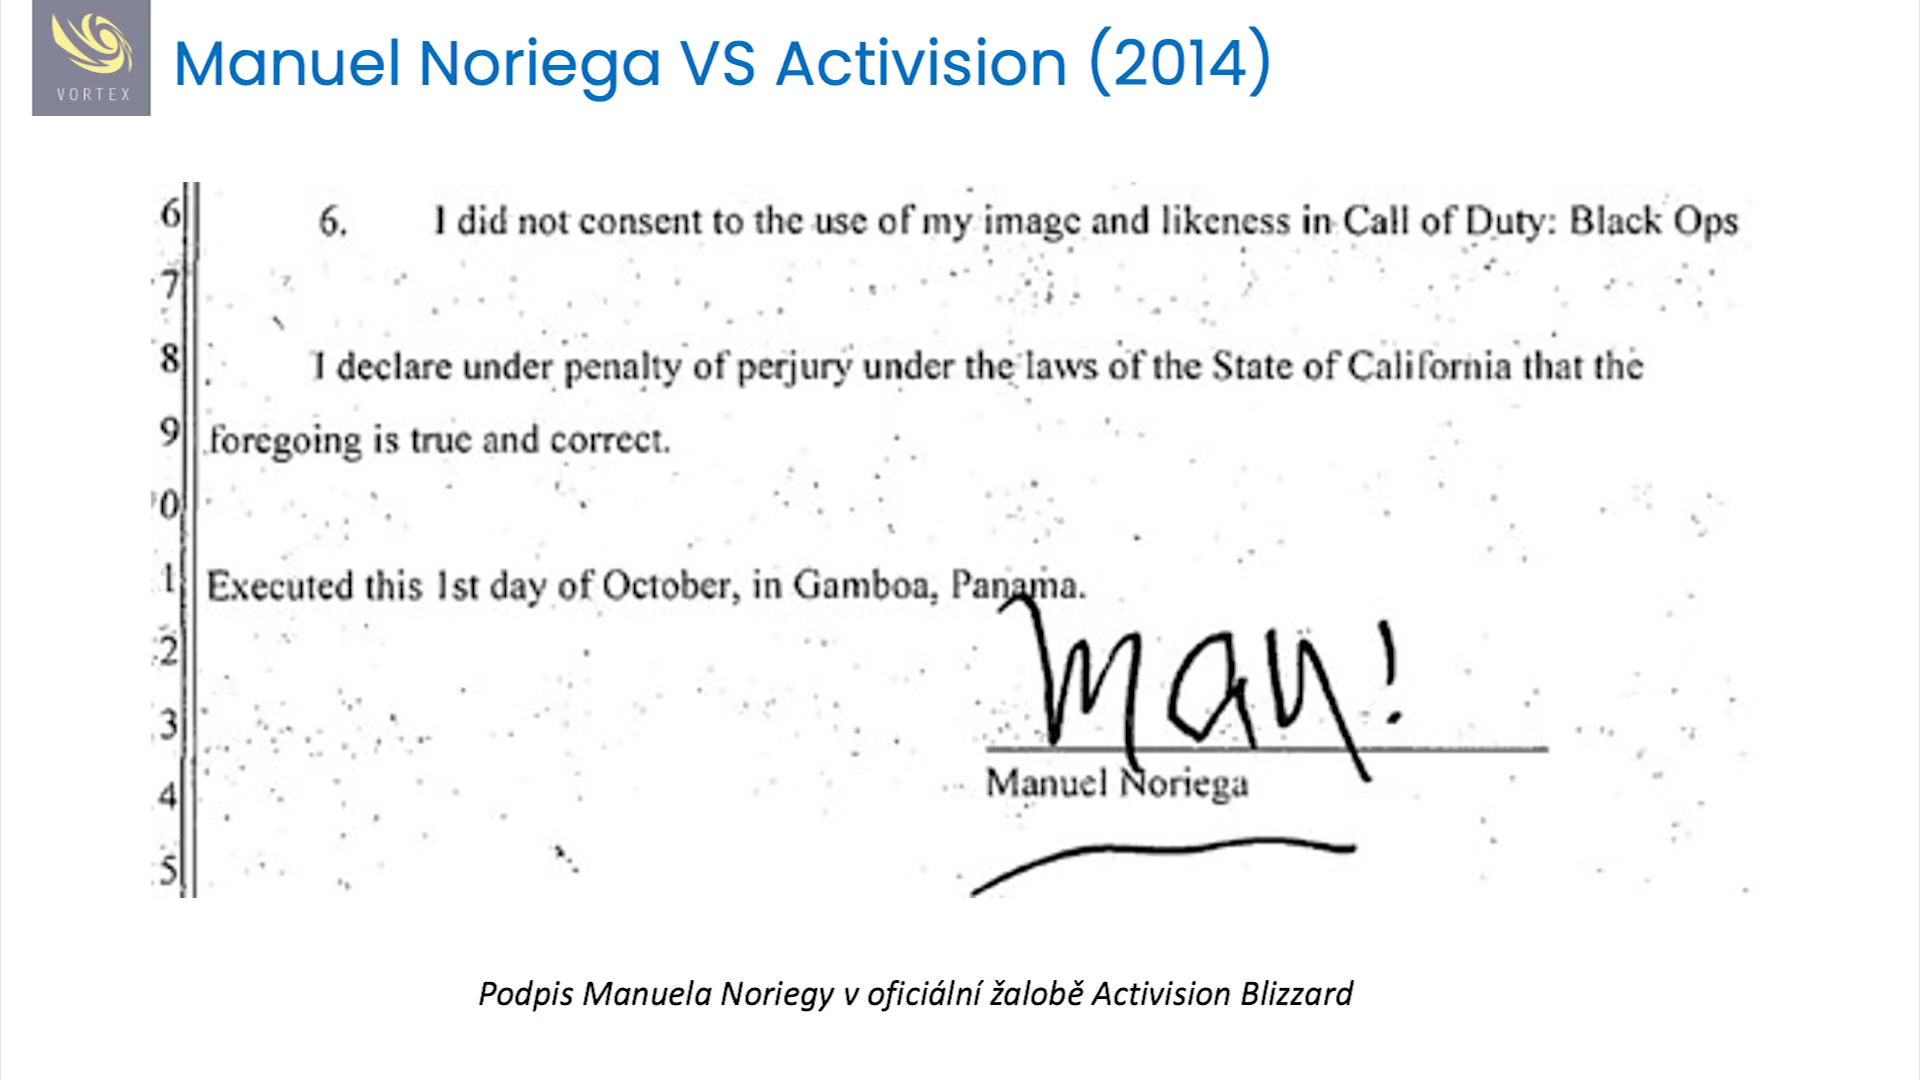 VORTEX
Manuel Noriega VS Activision (2014)
6 6. I did not consent to the use of my image and likeness in Call of Duty: Black Ops
7
8 I declare under penalty of perjury under the laws of the State of California that the
9 foregoing is true and correct.
0
1 Executed this 1st day of October, in Gamboa, Panama.
2
3
4 Manuel Noriega
5
Podpis Manuela Noriegy v oficiální žalobě Activision Blizzard